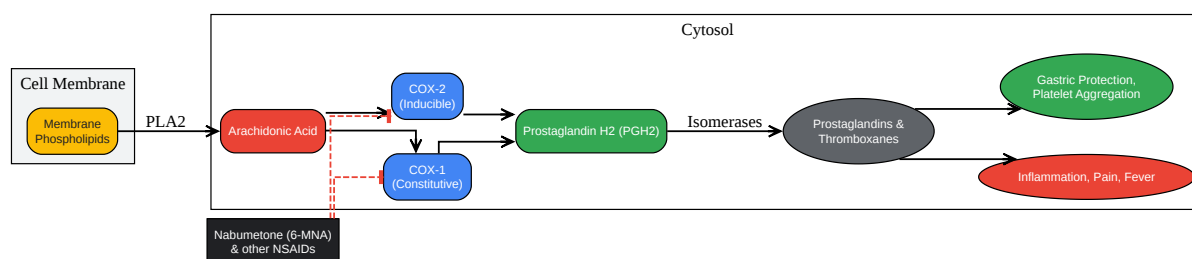 Cytosol
Cell Membrane
Membrane
Phospholipids
PLA2
Arachidonic Acid
COX-2
(Inducible)
COX-1
(Constitutive)
Prostaglandin H2 (PGH2)
Isomerases
Prostaglandins &
Thromboxanes
Gastric Protection,
Platelet Aggregation
Inflammation, Pain, Fever
Nabumetone (6-MNA)
& other NSAIDs